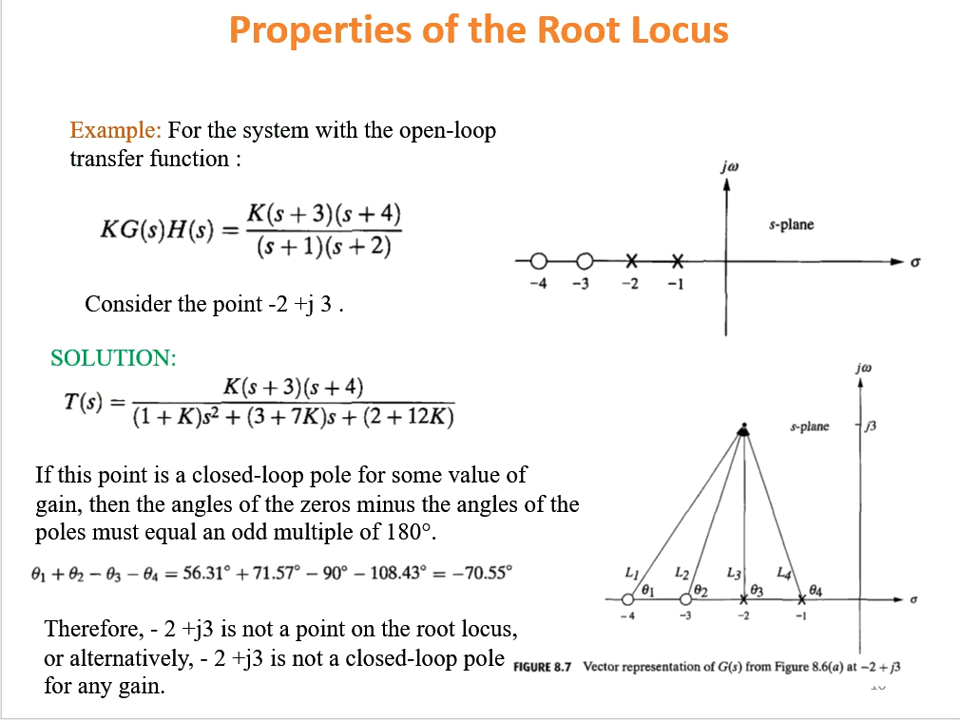 Properties of the Root Locus
Example: For the system with the open-loop
transfer function :
KG(s)H(s) = K(s + 3)(s + 4) / (s + 1)(s + 2)
Consider the point -2 +j 3 .
jω
s-plane
σ
-4 -3 -2 -1
SOLUTION:
T(s) = K(s + 3)(s + 4) / (1 + K)s² + (3 + 7K)s + (2 + 12K)
If this point is a closed-loop pole for some value of
gain, then the angles of the zeros minus the angles of the
poles must equal an odd multiple of 180°.
θ₁ + θ₂ − θ₃ − θ₄ = 56.31° + 71.57° − 90° − 108.43° = −70.55°
Therefore, - 2 +j3 is not a point on the root locus,
or alternatively, - 2 +j3 is not a closed-loop pole
for any gain.
jω
s-plane
j3
L1 L2 L3 L4
θ1 θ2 θ3 θ4
σ
-4 -3 -2 -1
FIGURE 8.7 Vector representation of G(s) from Figure 8.6(a) at −2 + j3